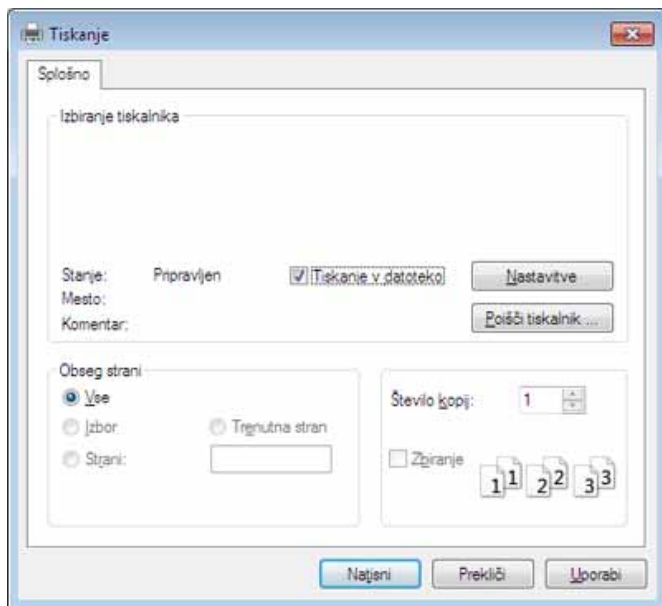 Tiskanje
Splošno
Izbiranje tiskalnika
Stanje: Pripravljen
Tiskanje v datoteko
Nastavitve
Mesto:
Komentar:
Poišči tiskalnik ...
Obseg strani
Vse
Izbor
Trenutna stran
Strani:
Število kopij: 1
Zbiranje
1 1 2 2 3 3
Natisni
Prekliči
Uporabi